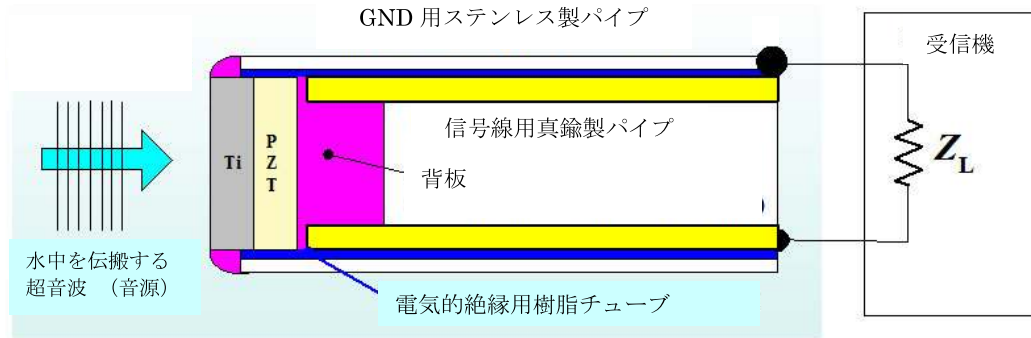 GND 用ステンレス製パイプ
受信機
信号線用真鍮製パイプ
Ti
P
Z
T
背板
Z_L
水中を伝搬する
超音波 （音源）
電気的絶縁用樹脂チューブ